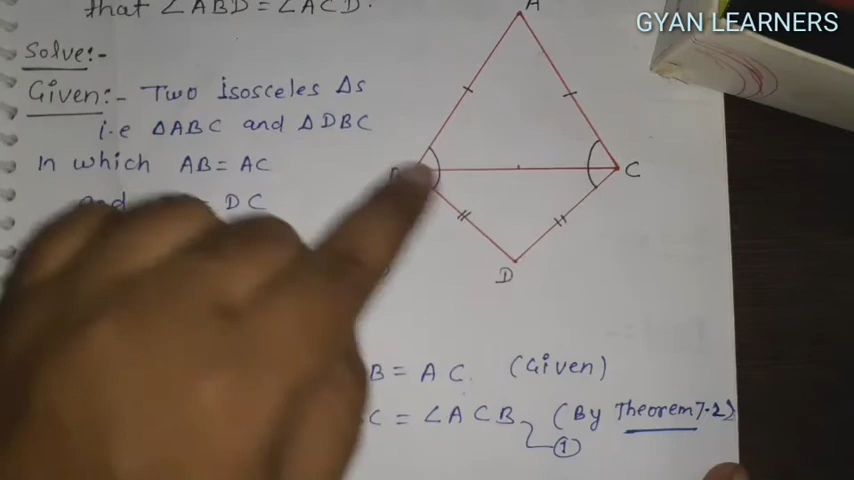 that ∠ABD = ∠ACD.
GYAN LEARNERS
Solve:-
Given:- Two isosceles Δs
i.e ΔABC and ΔDBC
in which AB = AC
and = DC
A
C
D
B = AC. (Given)
C = ∠ACB (By Theorem 7.2)
①